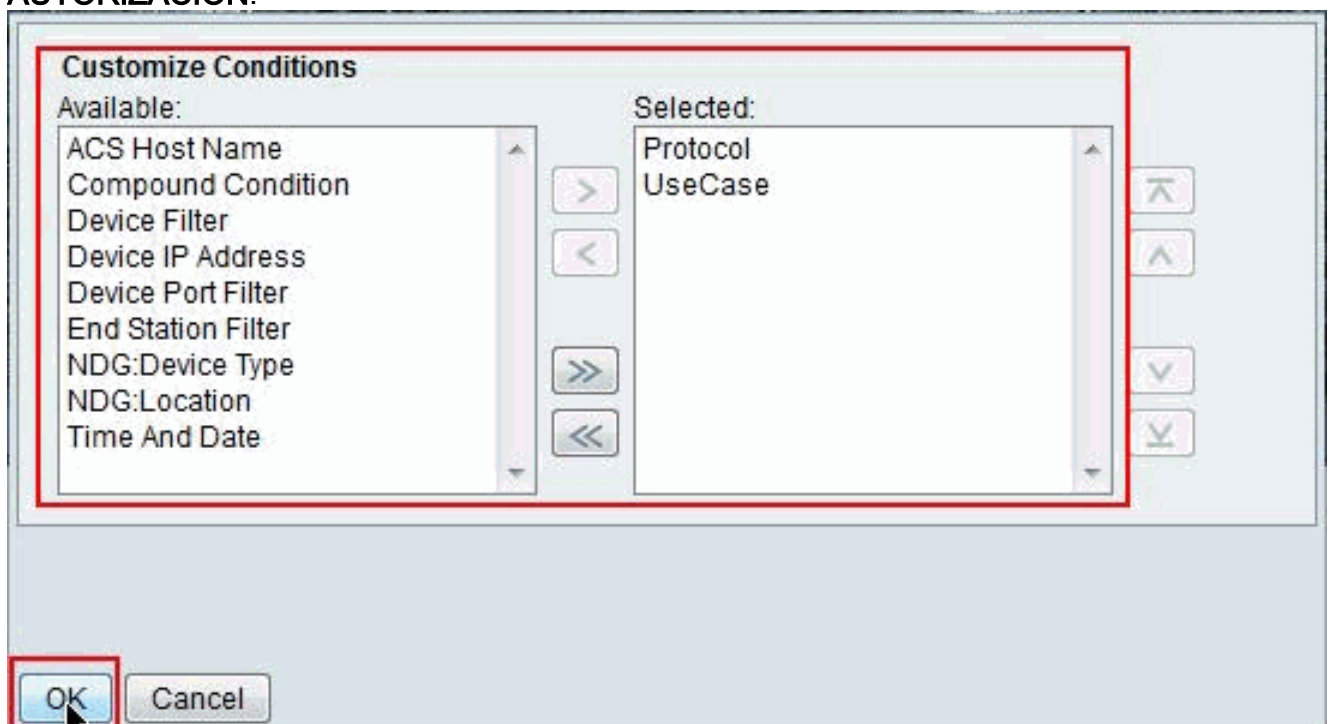 AUTORIZACIÓN.
Customize Conditions
Available:
Selected:
ACS Host Name
Compound Condition
Device Filter
Device IP Address
Device Port Filter
End Station Filter
NDG:Device Type
NDG:Location
Time And Date
Protocol
UseCase
OK
Cancel